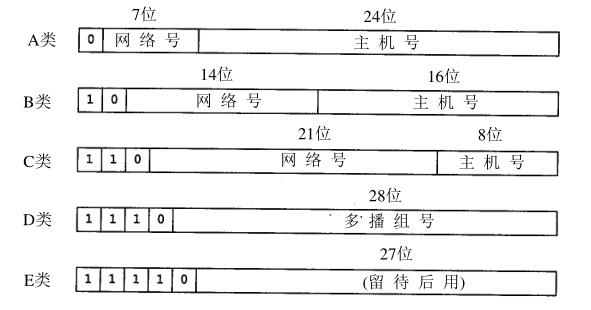 7位 24位
A类 0 网络号 主机号
14位 16位
B类 1 0 网络号 主机号
21位 8位
C类 1 1 0 网络号 主机号
28位
D类 1 1 1 0 多播组号
27位
E类 1 1 1 1 0 (留待后用)